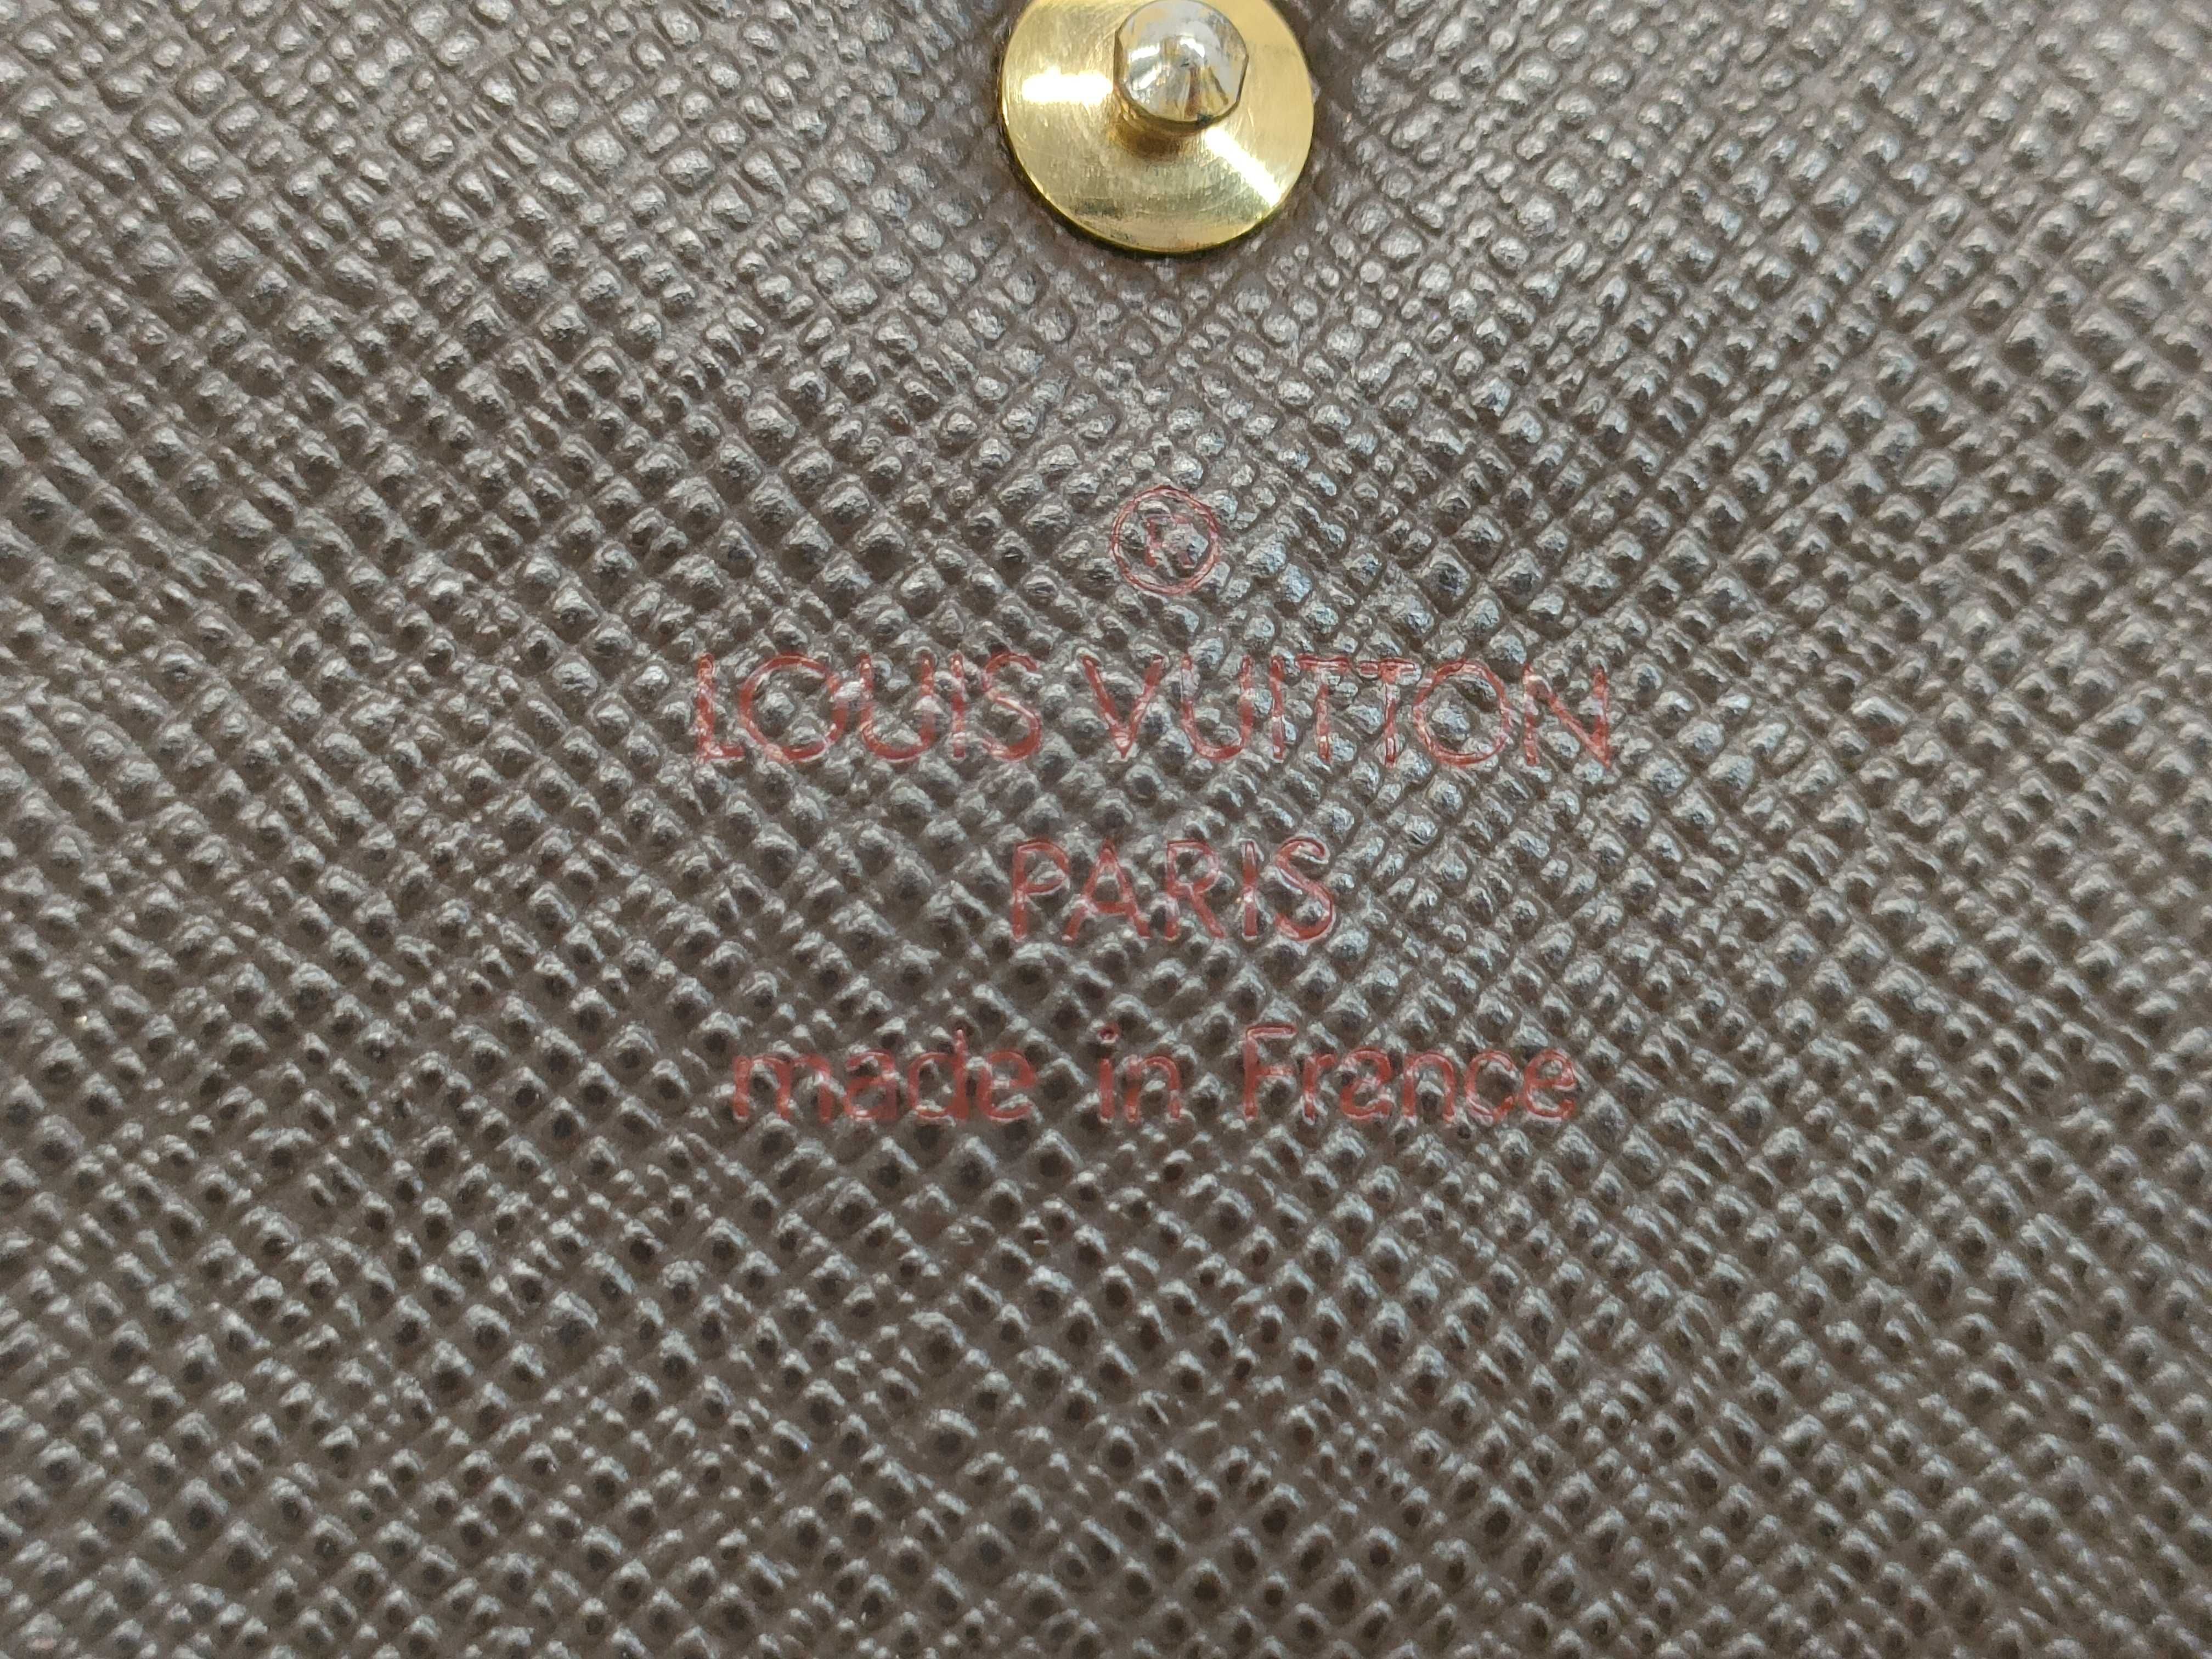 ®
LOUIS VUITTON
PARIS
made in France